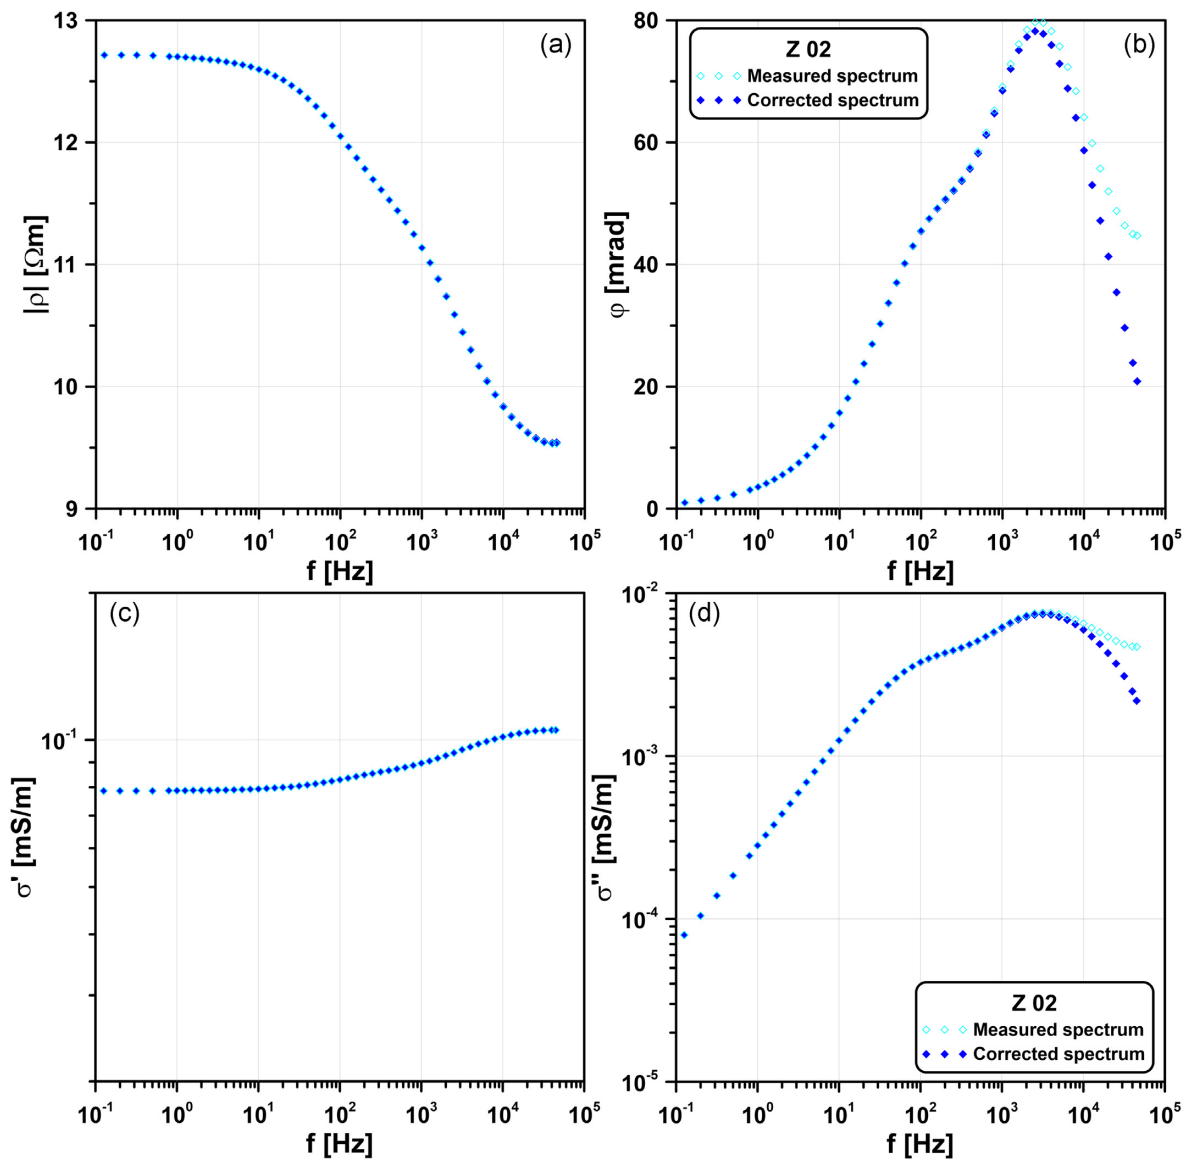 (a)
13
12
11
10
9
|ρ| [Ωm]
10-1 100 101 102 103 104 105
f [Hz]
(b)
Z 02
Measured spectrum
Corrected spectrum
80
60
40
20
0
φ [mrad]
10-1 100 101 102 103 104 105
f [Hz]
(c)
10-1
σ' [mS/m]
10-1 100 101 102 103 104 105
f [Hz]
(d)
10-2
10-3
10-4
10-5
σ" [mS/m]
Z 02
Measured spectrum
Corrected spectrum
10-1 100 101 102 103 104 105
f [Hz]